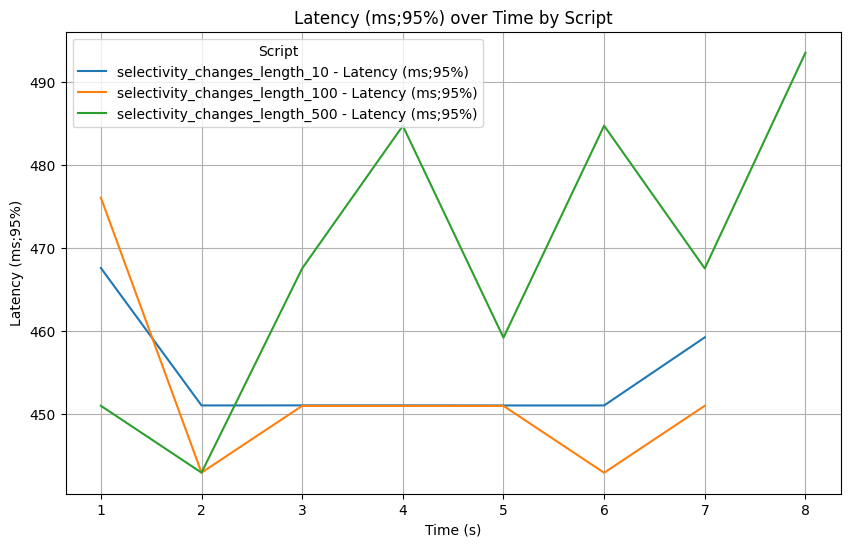 Latency (ms;95%) over Time by Script
Script
selectivity_changes_length_10 - Latency (ms;95%)
selectivity_changes_length_100 - Latency (ms;95%)
selectivity_changes_length_500 - Latency (ms;95%)
Latency (ms;95%)
490
480
470
460
450
1 2 3 4 5 6 7 8
Time (s)